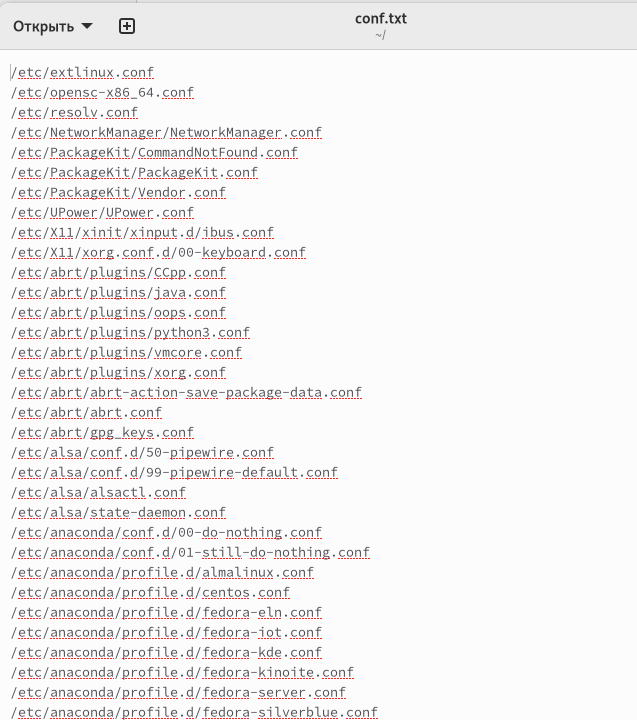 Открыть
conf.txt
~/
/etc/extlinux.conf
/etc/opensc-x86_64.conf
/etc/resolv.conf
/etc/NetworkManager/NetworkManager.conf
/etc/PackageKit/CommandNotFound.conf
/etc/PackageKit/PackageKit.conf
/etc/PackageKit/Vendor.conf
/etc/UPower/UPower.conf
/etc/X11/xinit/xinput.d/ibus.conf
/etc/X11/xorg.conf.d/00-keyboard.conf
/etc/abrt/plugins/CCpp.conf
/etc/abrt/plugins/java.conf
/etc/abrt/plugins/oops.conf
/etc/abrt/plugins/python3.conf
/etc/abrt/plugins/vmcore.conf
/etc/abrt/plugins/xorg.conf
/etc/abrt/abrt-action-save-package-data.conf
/etc/abrt/abrt.conf
/etc/abrt/gpg_keys.conf
/etc/alsa/conf.d/50-pipewire.conf
/etc/alsa/conf.d/99-pipewire-default.conf
/etc/alsa/alsactl.conf
/etc/alsa/state-daemon.conf
/etc/anaconda/conf.d/00-do-nothing.conf
/etc/anaconda/conf.d/01-still-do-nothing.conf
/etc/anaconda/profile.d/almalinux.conf
/etc/anaconda/profile.d/centos.conf
/etc/anaconda/profile.d/fedora-eln.conf
/etc/anaconda/profile.d/fedora-iot.conf
/etc/anaconda/profile.d/fedora-kde.conf
/etc/anaconda/profile.d/fedora-kinoite.conf
/etc/anaconda/profile.d/fedora-server.conf
/etc/anaconda/profile.d/fedora-silverblue.conf